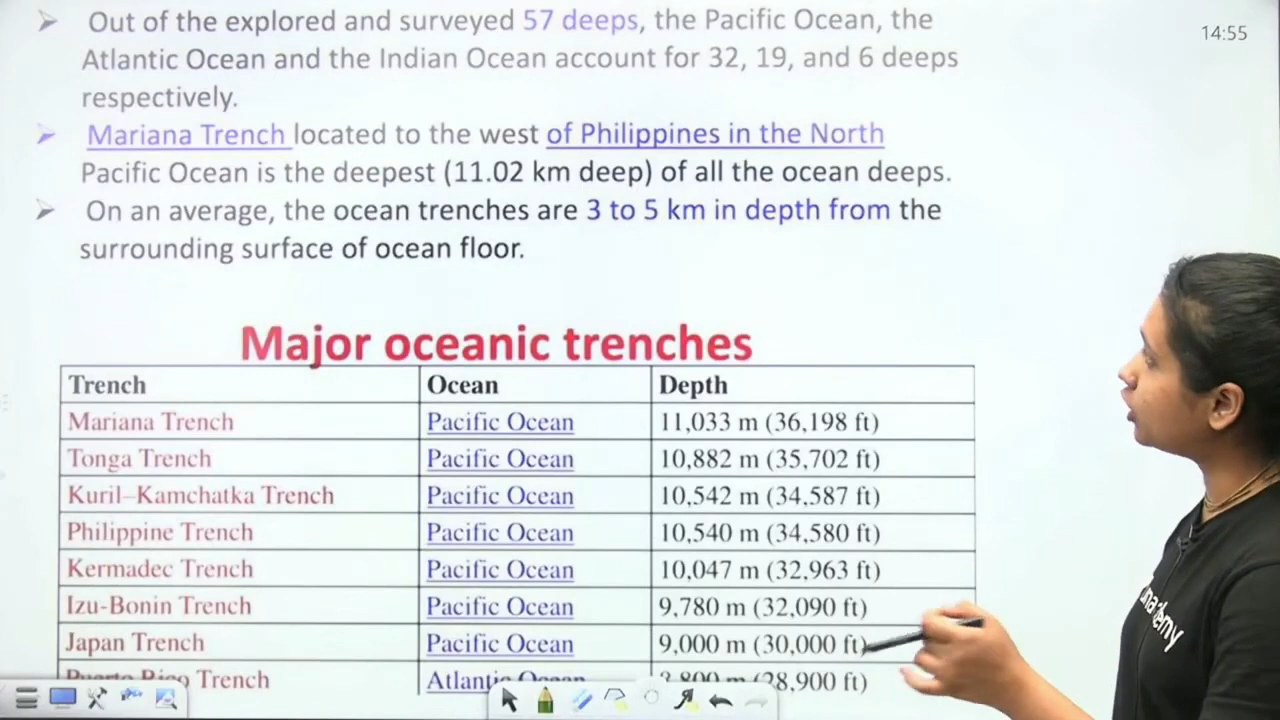 14:55
➢ Out of the explored and surveyed 57 deeps, the Pacific Ocean, the
Atlantic Ocean and the Indian Ocean account for 32, 19, and 6 deeps
respectively.
➢ Mariana Trench located to the west of Philippines in the North
Pacific Ocean is the deepest (11.02 km deep) of all the ocean deeps.
➢ On an average, the ocean trenches are 3 to 5 km in depth from the
surrounding surface of ocean floor.
Major oceanic trenches
Trench Ocean Depth
Mariana Trench Pacific Ocean 11,033 m (36,198 ft)
Tonga Trench Pacific Ocean 10,882 m (35,702 ft)
Kuril–Kamchatka Trench Pacific Ocean 10,542 m (34,587 ft)
Philippine Trench Pacific Ocean 10,540 m (34,580 ft)
Kermadec Trench Pacific Ocean 10,047 m (32,963 ft)
Izu-Bonin Trench Pacific Ocean 9,780 m (32,090 ft)
Japan Trench Pacific Ocean 9,000 m (30,000 ft)
Puerto Rico Trench Atlantic Ocean m (28,900 ft)